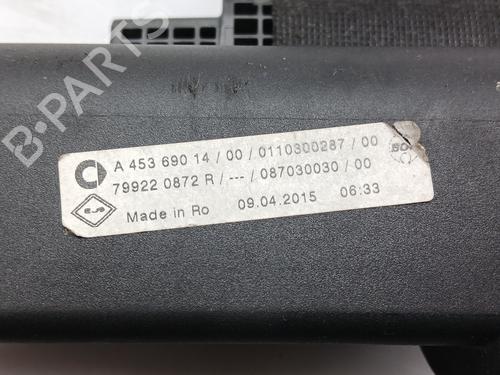 B-PARTS
A 453 690 14 / 00 / 0110300287 / 00
79922 0872 R / --- / 087030030 / 00
Made in Ro 09.04.2015 06:33